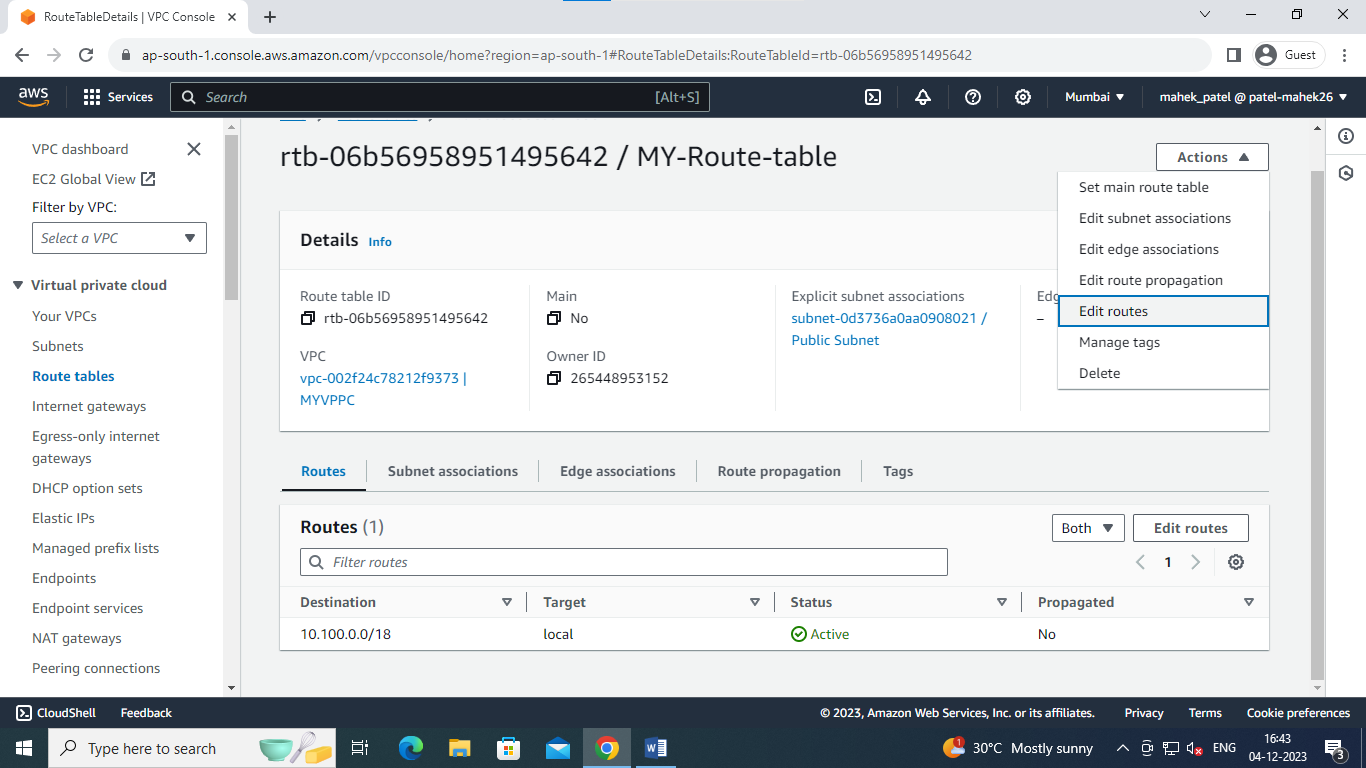 RouteTableDetails | VPC Console
ap-south-1.console.aws.amazon.com/vpcconsole/home?region=ap-south-1#RouteTableDetails:RouteTableId=rtb-06b56958951495642
Guest
aws
Services
Search
[Alt+S]
Mumbai
mahek_patel @ patel-mahek26
VPC dashboard
EC2 Global View
Filter by VPC:
Select a VPC
Virtual private cloud
Your VPCs
Subnets
Route tables
Internet gateways
Egress-only internet
gateways
DHCP option sets
Elastic IPs
Managed prefix lists
Endpoints
Endpoint services
NAT gateways
Peering connections
rtb-06b56958951495642 / MY-Route-table
Actions
Set main route table
Edit subnet associations
Edit edge associations
Edit route propagation
Edit routes
Manage tags
Delete
Details Info
Route table ID
rtb-06b56958951495642
VPC
vpc-002f24c78212f9373 |
MYVPPC
Main
No
Owner ID
265448953152
Explicit subnet associations
subnet-0d3736a0aa0908021 /
Public Subnet
–
Routes
Subnet associations
Edge associations
Route propagation
Tags
Routes (1)
Both
Edit routes
Filter routes
1
Destination Target Status Propagated
10.100.0.0/18 local Active No
CloudShell
Feedback
© 2023, Amazon Web Services, Inc. or its affiliates.
Privacy
Terms
Cookie preferences
Type here to search
1
30°C Mostly sunny
ENG
16:43
04-12-2023
3